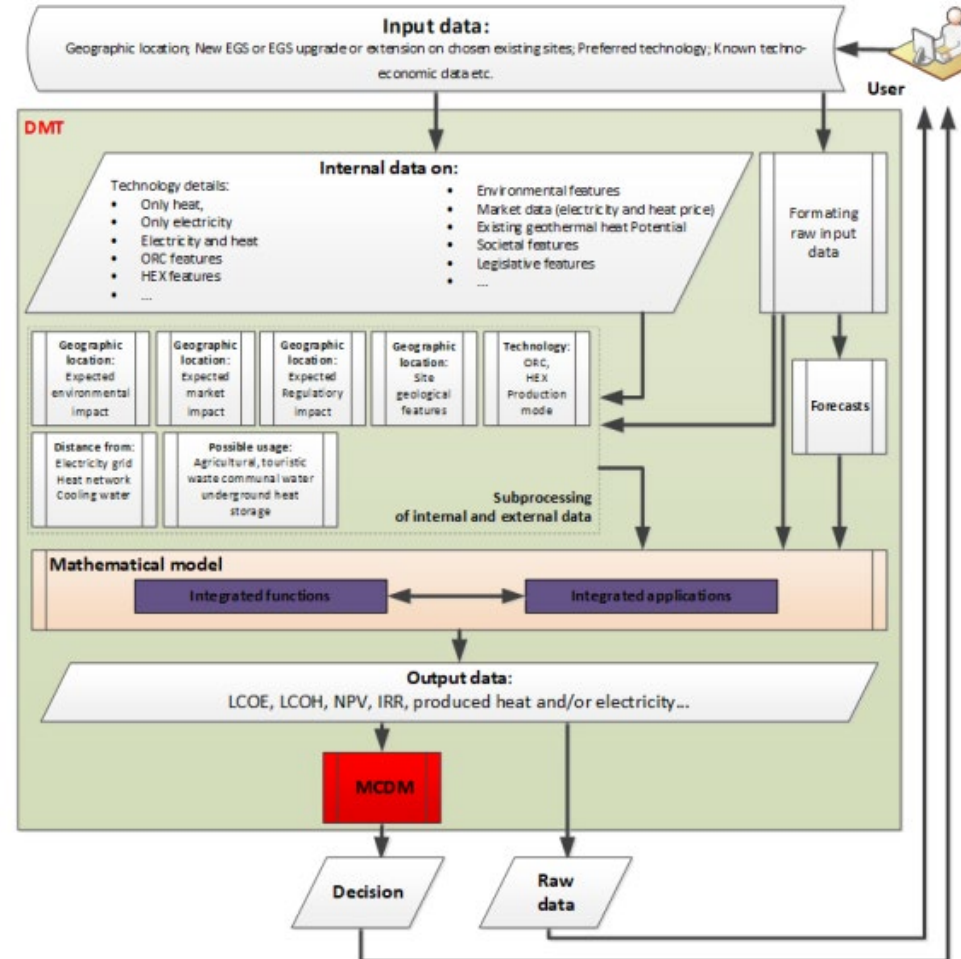 Input data:
Geographic location; New EGS or EGS upgrade or extension on chosen existing sites; Preferred technology; Known techno-
economic data etc.
User
DMT
Internal data on:
Technology details:
• Only heat,
• Only electricity
• Electricity and heat
• ORC features
• HEX features
• ...
• Environmental features
• Market data (electricity and heat price)
• Existing geothermal heat Potential
• Societal features
• Legislative features
• ...
Formating
raw input
data
Geographic
location:
Expected
environmental
impact
Geographic
location:
Expected
market
impact
Geographic
location:
Expected
Regulatiory
impact
Geographic
location:
Site
geological
features
Technology:
ORC,
HEX
Production
mode
Forecasts
Distance from:
Electricity grid
Heat network
Cooling water
Possible usage:
Agricultural, touristic
waste communal water
underground heat
storage
Subprocessing
of internal and external data
Mathematical model
Integrated functions
Integrated applications
Output data:
LCOE, LCOH, NPV, IRR, produced heat and/or electricity...
MCDM
Decision
Raw
data